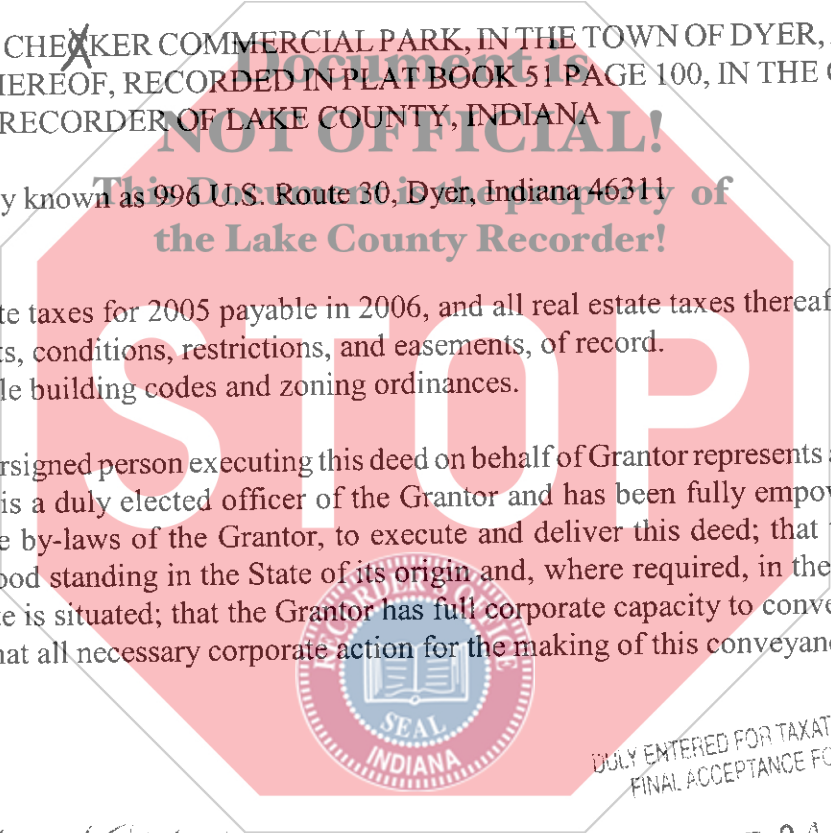 CHECKER COMMERCIAL PARK, IN THE TOWN OF DYER,
HEREOF, RECORDED IN PLAT BOOK 51 PAGE 100, IN THE
RECORDER OF LAKE COUNTY, INDIANA
y known as 996 U.S. Route 30, Dyer, Indiana 46311
Document is
NOT OFFICIAL!
This Document is the property of
the Lake County Recorder!
te taxes for 2005 payable in 2006, and all real estate taxes thereaf
ts, conditions, restrictions, and easements, of record.
le building codes and zoning ordinances.
STOP
rsigned person executing this deed on behalf of Grantor represents
is a duly elected officer of the Grantor and has been fully empov
e by-laws of the Grantor, to execute and deliver this deed; that
ood standing in the State of its origin and, where required, in the
te is situated; that the Grantor has full corporate capacity to conve
hat all necessary corporate action for the making of this conveyanc
RECORDER'S OFFICE
SEAL
INDIANA
DULY ENTERED FOR TAXAT
FINAL ACCEPTANCE FO